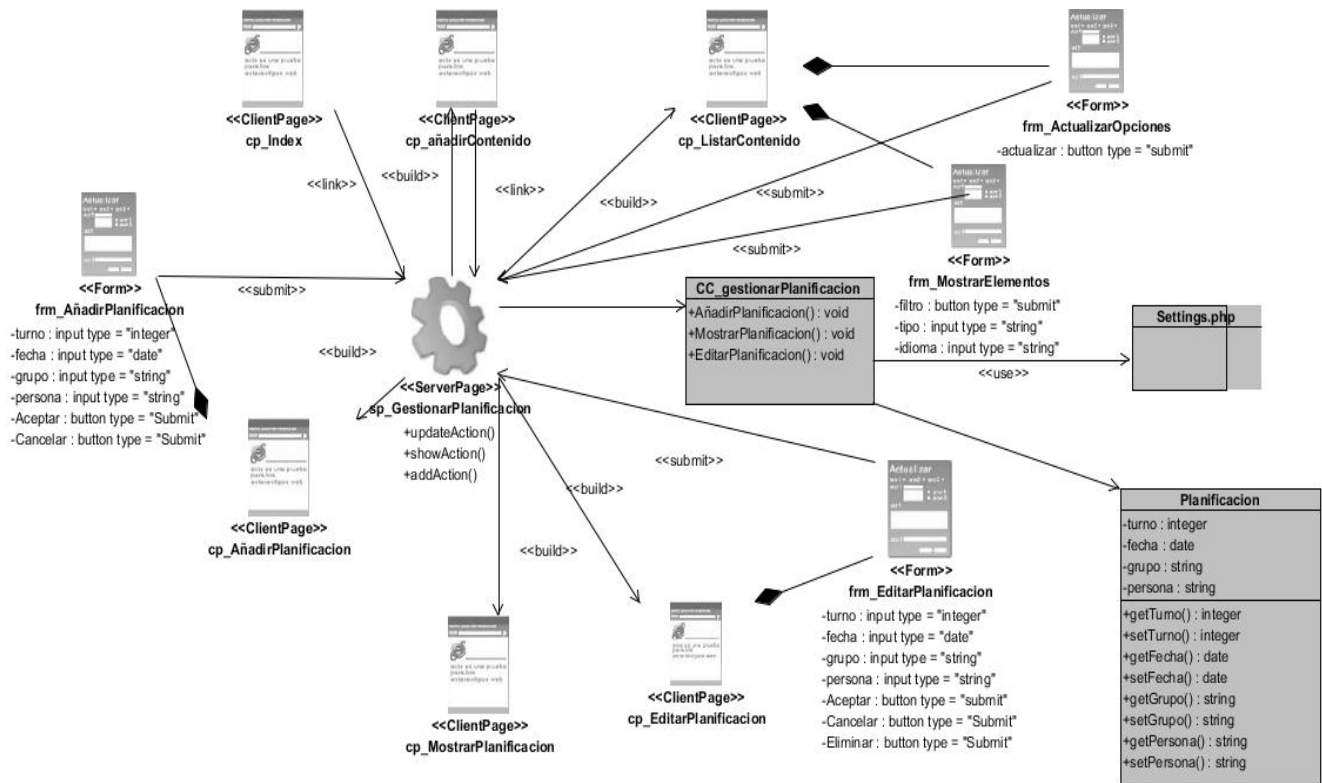 <<ClientPage>>
cp_Index
<<ClientPage>>
cp_añadirContenido
<<ClientPage>>
cp_ListarContenido
Actualizar
<<Form>>
frm_ActualizarOpciones
-actualizar : button type = "submit"
<<link>>
<<build>>
<<link>>
<<build>>
<<submit>>
<<submit>>
Actualizar
<<Form>>
frm_MostrarElementos
-filtro : button type = "submit"
-tipo : input type = "string"
-idioma : input type = "string"
Actualizar
<<Form>>
frm_AñadirPlanificacion
-turno : input type = "integer"
-fecha : input type = "date"
-grupo : input type = "string"
-persona : input type = "string"
-Aceptar : button type = "Submit"
-Cancelar : button type = "Submit"
<<submit>>
<<build>>
<<ServerPage>>
sp_GestionarPlanificacion
+updateAction()
+showAction()
+addAction()
CC_gestionarPlanificacion
+AñadirPlanificacion() : void
+MostrarPlanificacion() : void
+EditarPlanificacion() : void
Settings.php
<<use>>
<<ClientPage>>
cp_AñadirPlanificacion
<<submit>>
<<build>>
<<build>>
<<ClientPage>>
cp_MostrarPlanificacion
<<ClientPage>>
cp_EditarPlanificacion
Actualizar
<<Form>>
frm_EditarPlanificacion
-turno : input type = "integer"
-fecha : input type = "date"
-grupo : input type = "string"
-persona : input type = "string"
-Aceptar : button type = "submit"
-Cancelar : button type = "Submit"
-Eliminar : button type = "Submit"
Planificacion
-turno : integer
-fecha : date
-grupo : string
-persona : string
+getTurno() : integer
+setTurno() : integer
+getFecha() : date
+setFecha() : date
+getGrupo() : string
+setGrupo() : string
+getPersona() : string
+setPersona() : string